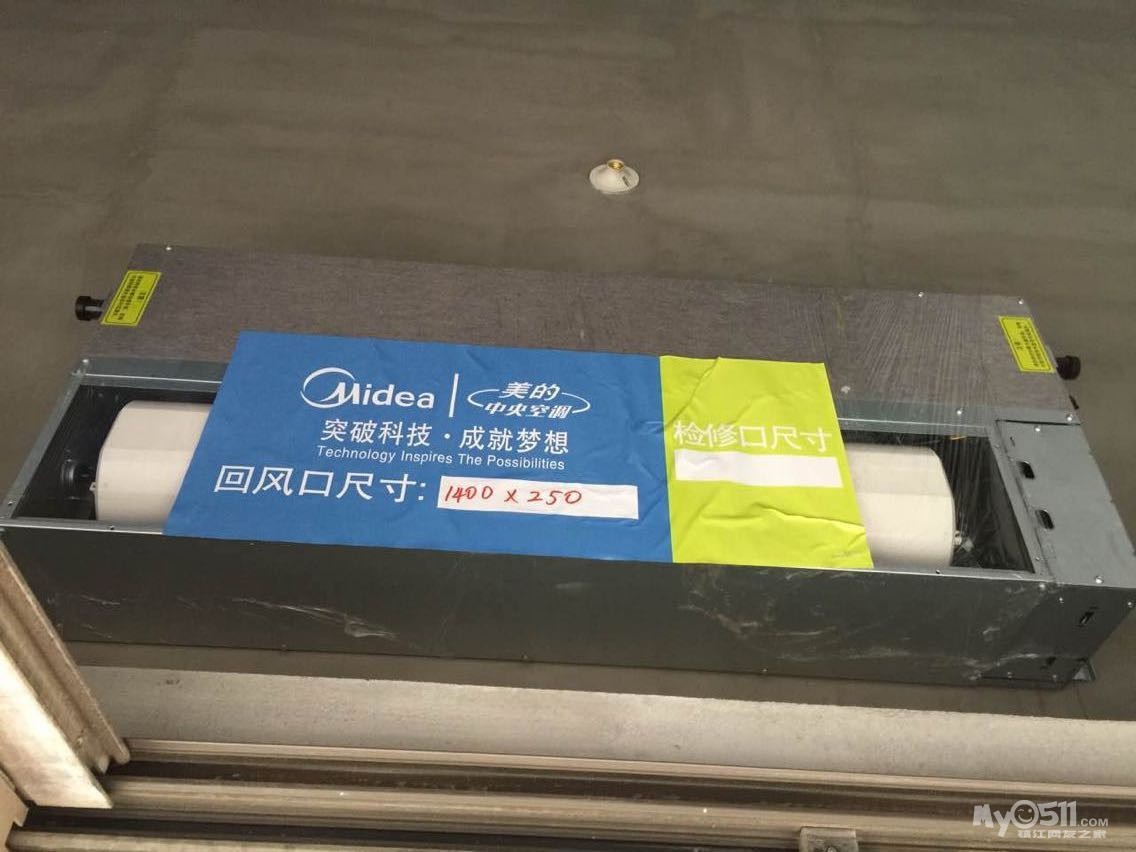 Midea
美的
中央空调
突破科技·成就梦想
Technology Inspires The Possibilities
回风口尺寸: 1400 x 250
检修口尺寸
My0511.COM
镇江网友之家